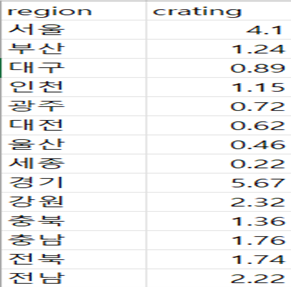 region crating
서울 4.1
부산 1.24
대구 0.89
인천 1.15
광주 0.72
대전 0.62
울산 0.46
세종 0.22
경기 5.67
강원 2.32
충북 1.36
충남 1.76
전북 1.74
전남 2.22